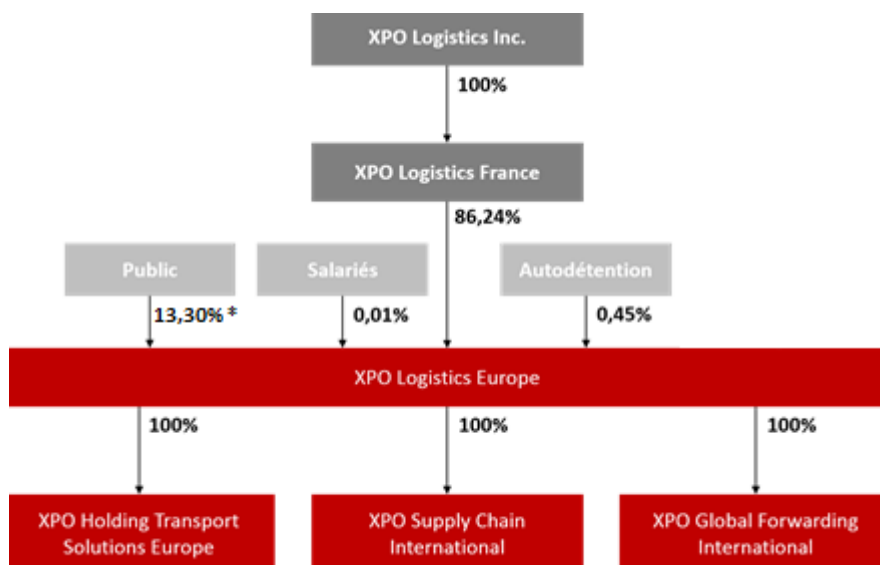 XPO Logistics Inc.
100%
XPO Logistics France
86,24%
Public
Salariés
Autodétention
13,30% *
0,01%
0,45%
XPO Logistics Europe
100%
100%
100%
XPO Holding Transport
Solutions Europe
XPO Supply Chain
International
XPO Global Forwarding
International